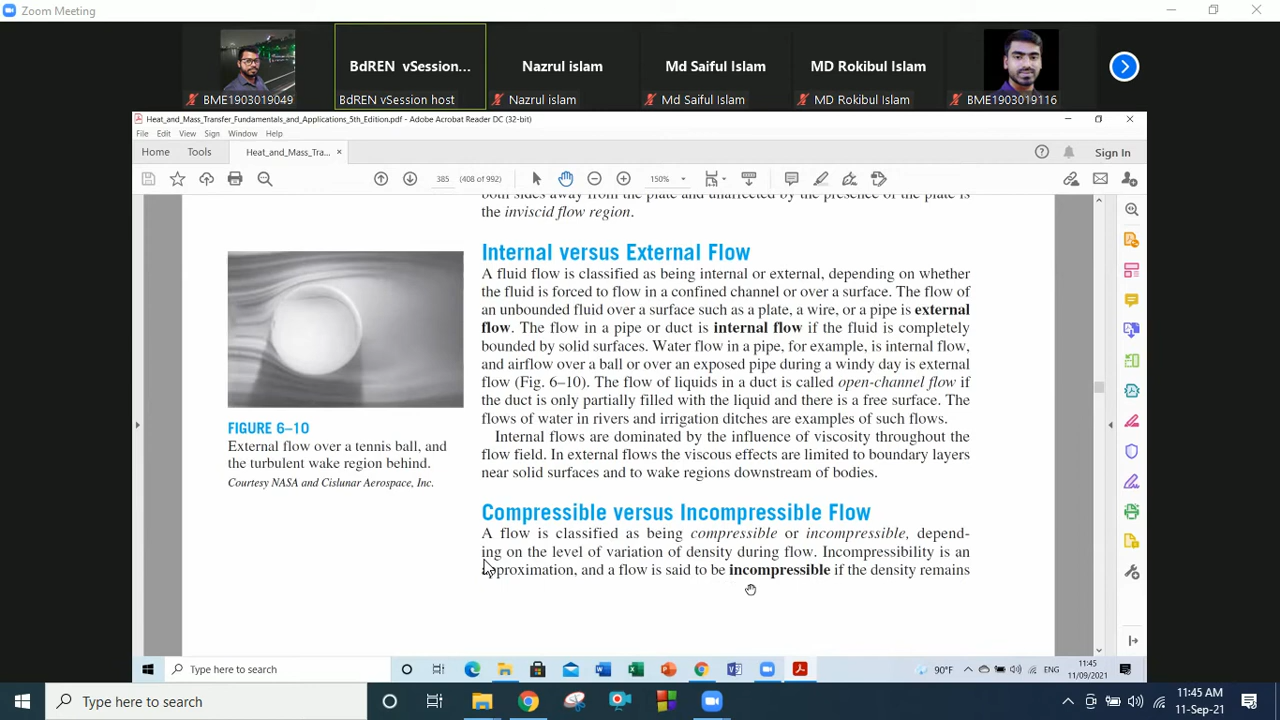 Zoom Meeting
BdREN vSession...
Nazrul islam
Md Saiful Islam
MD Rokibul Islam
BME1903019049
BdREN vSession host
Nazrul islam
Md Saiful Islam
MD Rokibul Islam
BME1903019116
Heat_and_Mass_Transfer_Fundamentals_and_Applications_5th_Edition.pdf - Adobe Acrobat Reader DC (32-bit)
File Edit View Sign Window Help
Home Tools Heat_and_Mass_Tra... × Sign In
385 (408 of 992) 150%
both sides away from the plate and unaffected by the presence of the plate is
the inviscid flow region.
Internal versus External Flow
A fluid flow is classified as being internal or external, depending on whether
the fluid is forced to flow in a confined channel or over a surface. The flow of
an unbounded fluid over a surface such as a plate, a wire, or a pipe is external
flow. The flow in a pipe or duct is internal flow if the fluid is completely
bounded by solid surfaces. Water flow in a pipe, for example, is internal flow,
and airflow over a ball or over an exposed pipe during a windy day is external
flow (Fig. 6–10). The flow of liquids in a duct is called open-channel flow if
the duct is only partially filled with the liquid and there is a free surface. The
flows of water in rivers and irrigation ditches are examples of such flows.
Internal flows are dominated by the influence of viscosity throughout the
flow field. In external flows the viscous effects are limited to boundary layers
near solid surfaces and to wake regions downstream of bodies.
FIGURE 6–10
External flow over a tennis ball, and
the turbulent wake region behind.
Courtesy NASA and Cislunar Aerospace, Inc.
Compressible versus Incompressible Flow
A flow is classified as being compressible or incompressible, depend-
ing on the level of variation of density during flow. Incompressibility is an
approximation, and a flow is said to be incompressible if the density remains
Type here to search
90°F ENG
11:45
11/09/2021
Type here to search
11:45 AM
11-Sep-21